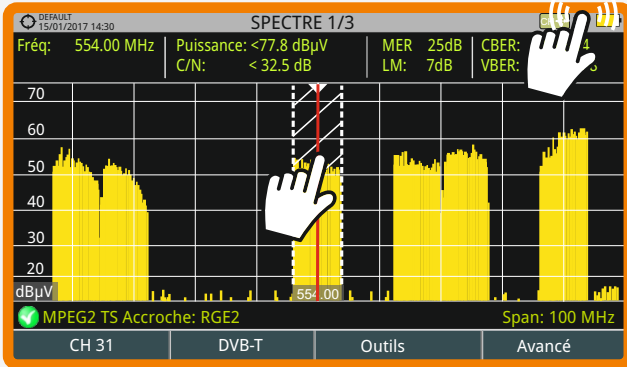 DEFAULT
15/01/2017 14:30
SPECTRE 1/3
Fréq: 554.00 MHz
Puissance: <77.8 dBµV
MER 25dB
CBER:
C/N: < 32.5 dB
LM: 7dB
VBER:
70
60
50
40
30
20
dBµV
554.00
MPEG2 TS Accroche: RGE2
Span: 100 MHz
CH 31
DVB-T
Outils
Avancé